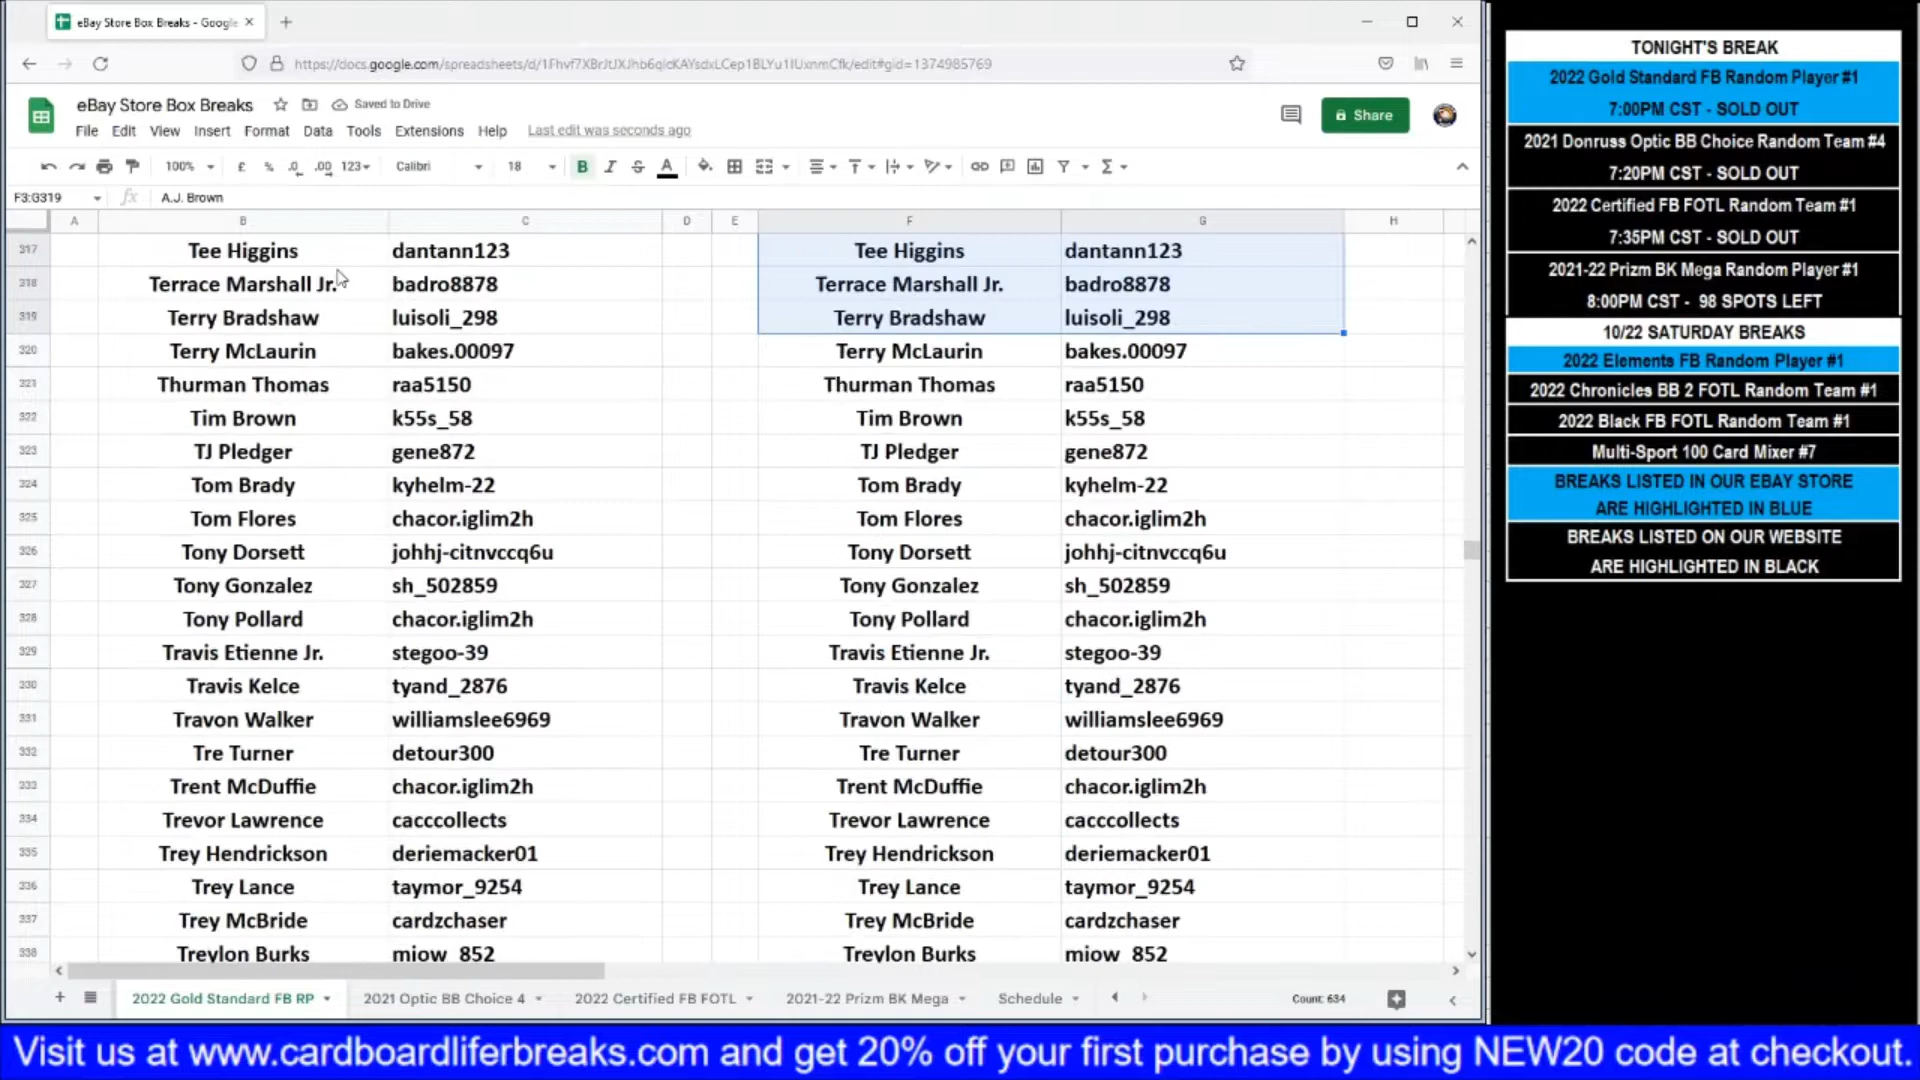 eBay Store Box Breaks - Google
https://docs.google.com/spreadsheets/d/
eBay Store Box Breaks
Saved to Drive
File Edit View Insert Format Data Tools Extensions Help Last edit was seconds ago
Share
100% £ % .0 .00 123 Calibri 18 B I S A
F3:G319 fx A.J. Brown
A B C D E F G H
317 Tee Higgins dantann123 Tee Higgins dantann123
318 Terrace Marshall Jr. badro8878 Terrace Marshall Jr. badro8878
319 Terry Bradshaw luisoli_298 Terry Bradshaw luisoli_298
320 Terry McLaurin bakes.00097 Terry McLaurin bakes.00097
321 Thurman Thomas raa5150 Thurman Thomas raa5150
322 Tim Brown k55s_58 Tim Brown k55s_58
323 TJ Pledger gene872 TJ Pledger gene872
324 Tom Brady kyhelm-22 Tom Brady kyhelm-22
325 Tom Flores chacor.iglim2h Tom Flores chacor.iglim2h
326 Tony Dorsett johhj-citnvccq6u Tony Dorsett johhj-citnvccq6u
327 Tony Gonzalez sh_502859 Tony Gonzalez sh_502859
328 Tony Pollard chacor.iglim2h Tony Pollard chacor.iglim2h
329 Travis Etienne Jr. stegoo-39 Travis Etienne Jr. stegoo-39
330 Travis Kelce tyand_2876 Travis Kelce tyand_2876
331 Travon Walker williamslee6969 Travon Walker williamslee6969
332 Tre Turner detour300 Tre Turner detour300
333 Trent McDuffie chacor.iglim2h Trent McDuffie chacor.iglim2h
334 Trevor Lawrence cacccollects Trevor Lawrence cacccollects
335 Trey Hendrickson deriemacker01 Trey Hendrickson deriemacker01
336 Trey Lance taymor_9254 Trey Lance taymor_9254
337 Trey McBride cardzchaser Trey McBride cardzchaser
338 Treylon Burks miow_852 Treylon Burks miow_852
2022 Gold Standard FB RP 2021 Optic BB Choice 4 2022 Certified FB FOTL 2021-22 Prizm BK Mega Schedule Count: 634
TONIGHT'S BREAK
2022 Gold Standard FB Random Player #1
7:00PM CST - SOLD OUT
2021 Donruss Optic BB Choice Random Team #4
7:20PM CST - SOLD OUT
2022 Certified FB FOTL Random Team #1
7:35PM CST - SOLD OUT
2021-22 Prizm BK Mega Random Player #1
8:00PM CST - 98 SPOTS LEFT
10/22 SATURDAY BREAKS
2022 Elements FB Random Player #1
2022 Chronicles BB 2 FOTL Random Team #1
2022 Black FB FOTL Random Team #1
Multi-Sport 100 Card Mixer #7
BREAKS LISTED IN OUR EBAY STORE
ARE HIGHLIGHTED IN BLUE
BREAKS LISTED ON OUR WEBSITE
ARE HIGHLIGHTED IN BLACK
Visit us at www.cardboardliferbreaks.com and get 20% off your first purchase by using NEW20 code at checkout.